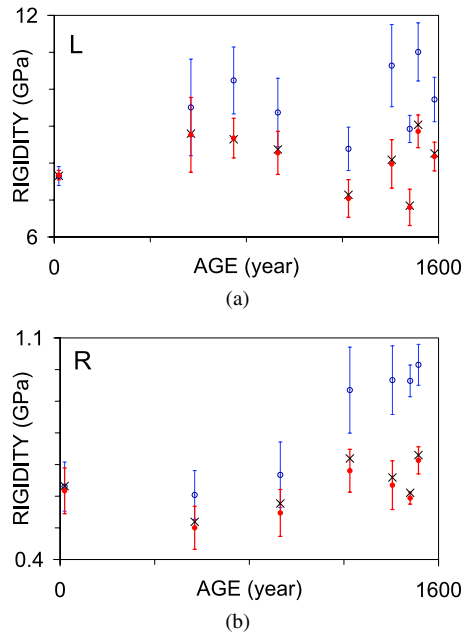 12
L
RIGIDITY (GPa)
6
0
AGE (year)
1600
(a)
1.1
R
RIGIDITY (GPa)
0.4
0
AGE (year)
1600
(b)